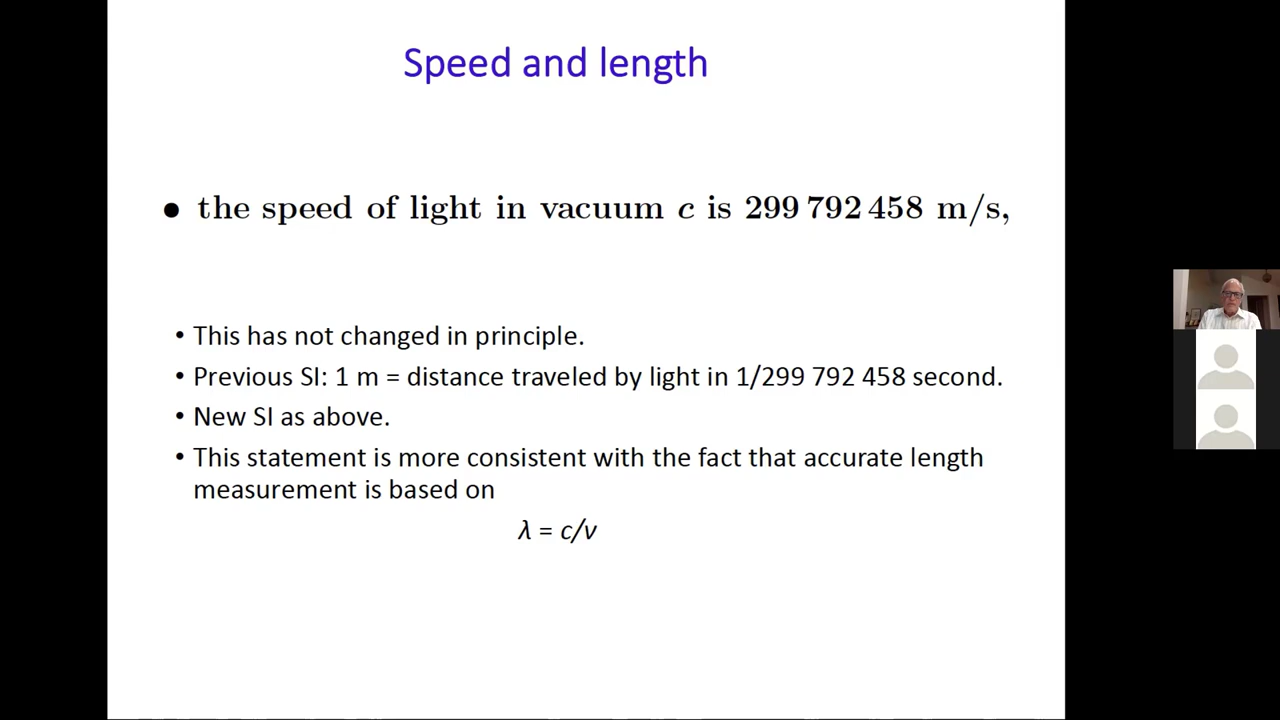 Speed and length
• the speed of light in vacuum c is 299 792 458 m/s,
• This has not changed in principle.
• Previous SI: 1 m = distance traveled by light in 1/299 792 458 second.
• New SI as above.
• This statement is more consistent with the fact that accurate length
measurement is based on
λ = c/ν